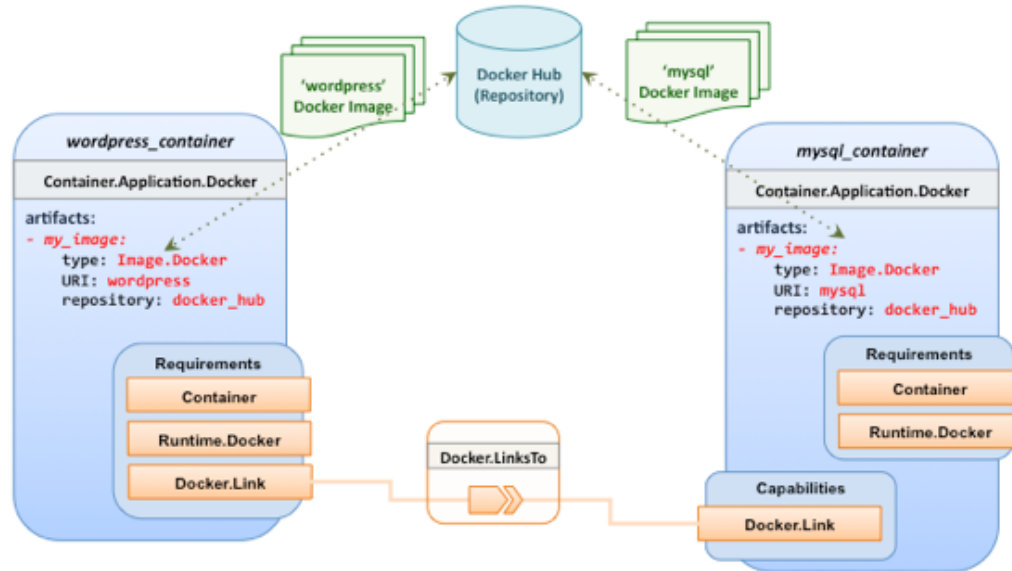 'wordpress'
Docker Image
Docker Hub
(Repository)
'mysql'
Docker Image
wordpress_container
Container.Application.Docker
artifacts:
- my_image:
type: Image.Docker
URI: wordpress
repository: docker_hub
Requirements
Container
Runtime.Docker
Docker.Link
Docker.LinksTo
mysql_container
Container.Application.Docker
artifacts:
- my_image:
type: Image.Docker
URI: mysql
repository: docker_hub
Requirements
Container
Runtime.Docker
Capabilities
Docker.Link